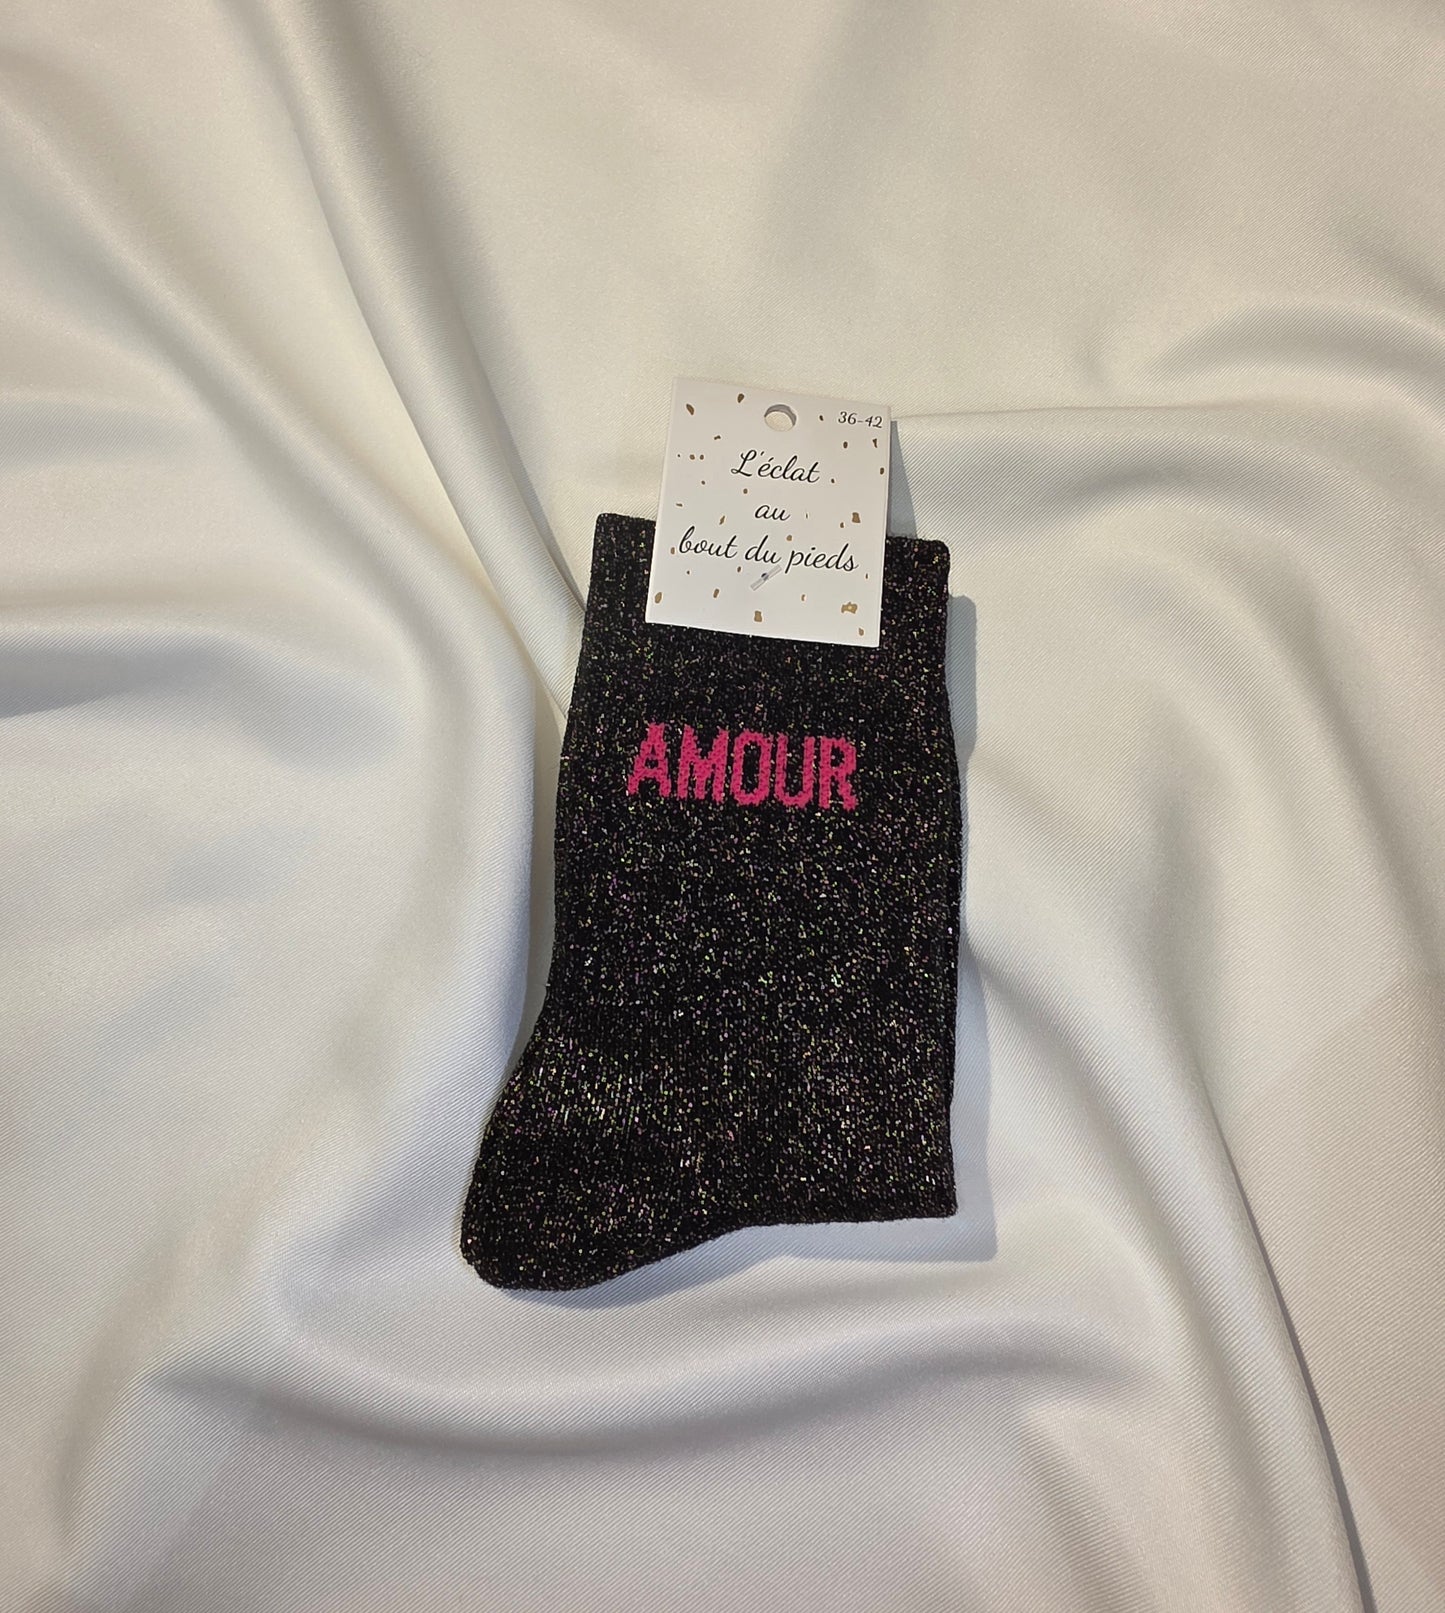 36-42
L'éclat
au
bout du pieds
AMOUR